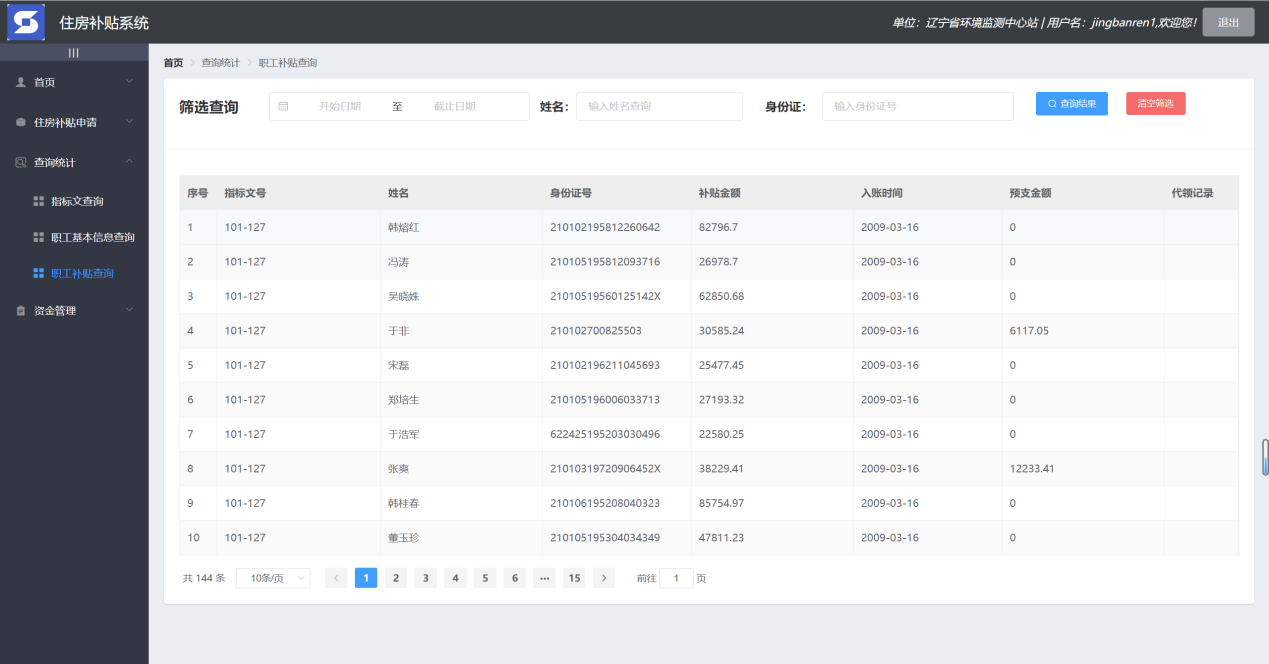 住房补贴系统
单位：辽宁省环境监测中心站 | 用户名：jingbanren1,欢迎您！ 退出
首页
住房补贴申请
查询统计
指标文查询
职工基本信息查询
职工补贴查询
资金管理
首页 > 查询统计 > 职工补贴查询
筛选查询 开始日期 至 截止日期 姓名： 输入姓名查询 身份证： 输入身份证号 查询结果 清空筛选
序号 指标文号 姓名 身份证号 补贴金额 入账时间 预支金额 代领记录
1 101-127 韩熔红 210102195812260642 82796.7 2009-03-16 0
2 101-127 冯涛 210105195812093716 26978.7 2009-03-16 0
3 101-127 吴晓姝 21010519560125142X 62850.68 2009-03-16 0
4 101-127 于非 210102700825503 30585.24 2009-03-16 6117.05
5 101-127 宋磊 210102196211045693 25477.45 2009-03-16 0
6 101-127 郑培生 210105196006033713 27193.32 2009-03-16 0
7 101-127 于浩军 622425195203030496 22580.25 2009-03-16 0
8 101-127 张爽 21010319720906452X 38229.41 2009-03-16 12233.41
9 101-127 韩桂春 210106195208040323 85754.97 2009-03-16 0
10 101-127 董玉珍 210105195304034349 47811.23 2009-03-16 0
共 144 条 10条/页 < 1 2 3 4 5 6 ••• 15 > 前往 1 页